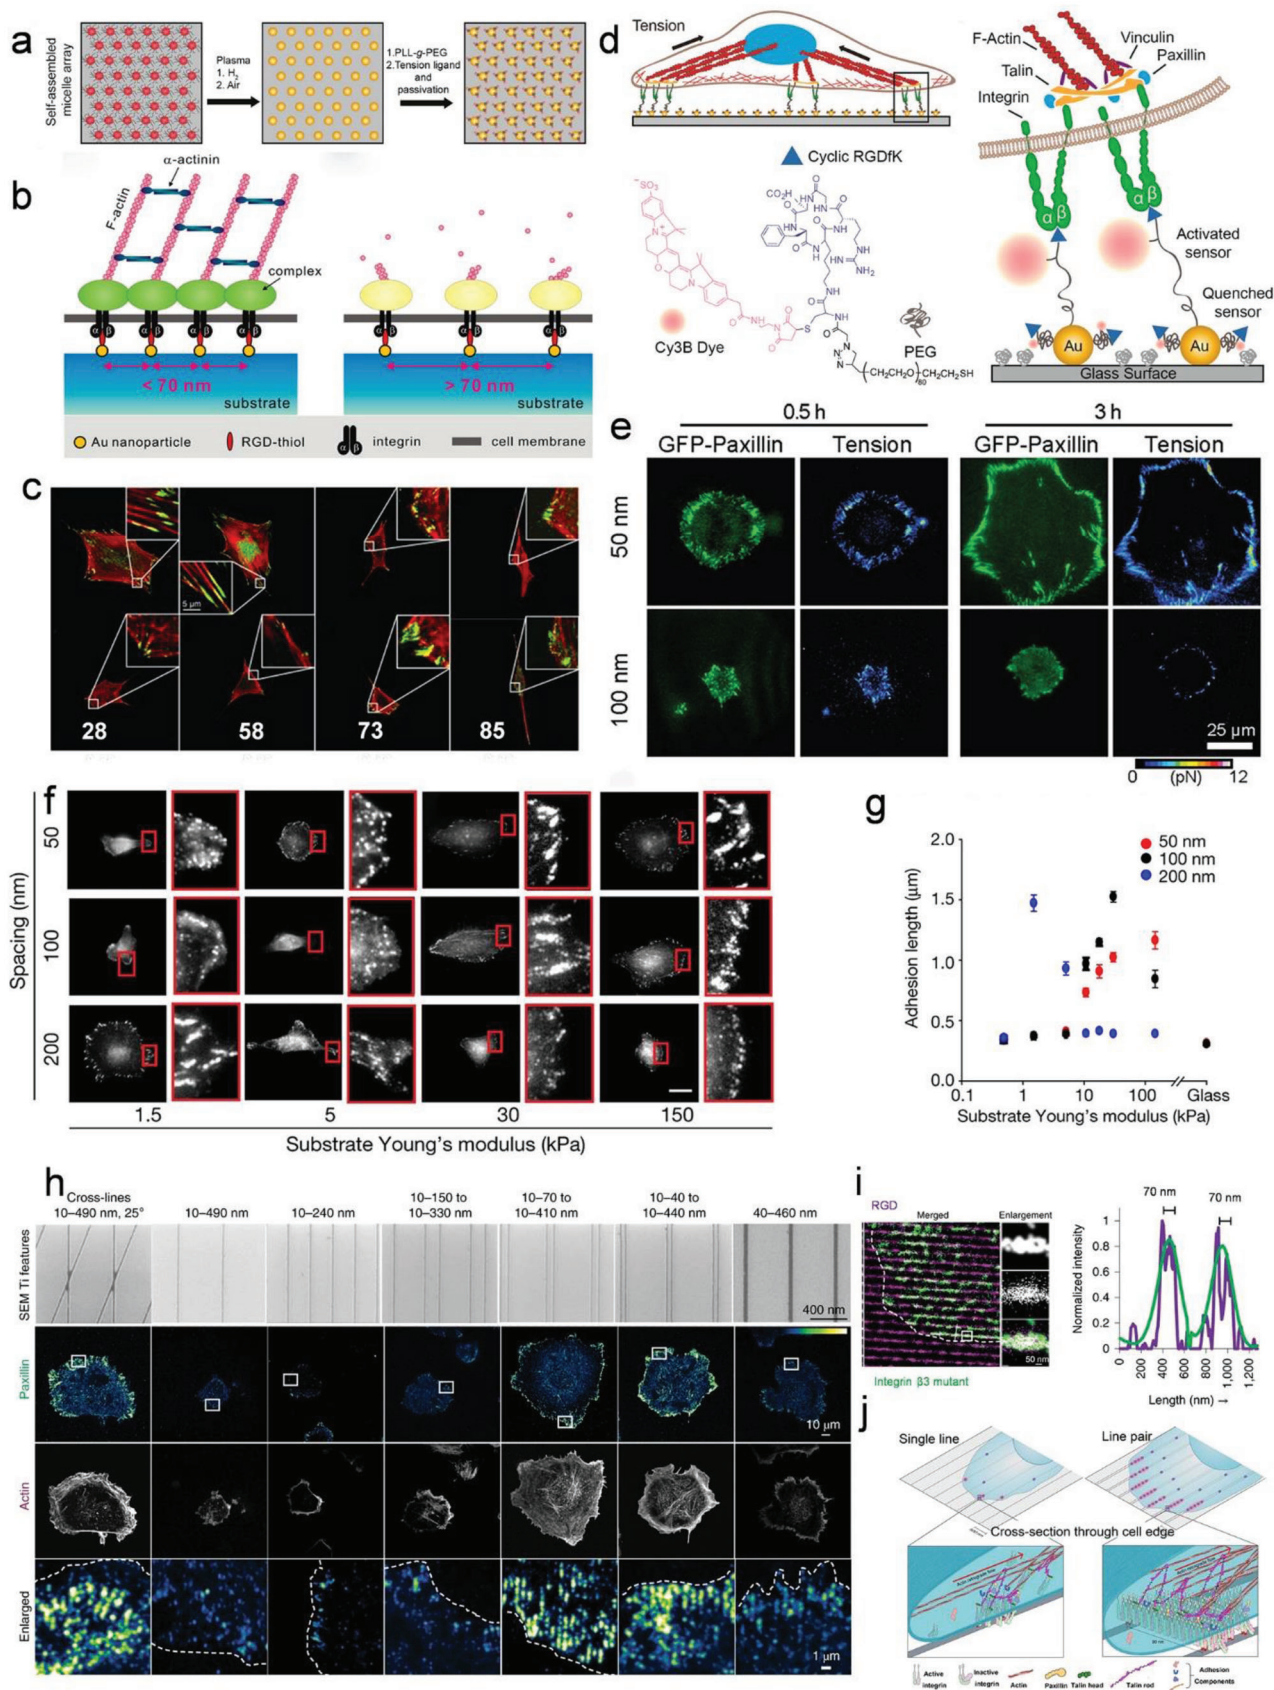 a
Self-assembled
micelle array
Plasma
1. H2
2. Air
1.PLL-g-PEG
2.Tension ligand
and
passivation
b
F-actin
α-actinin
complex
α β
< 70 nm
> 70 nm
substrate
substrate
Au nanoparticle
RGD-thiol
integrin
cell membrane
c
5 µm
28
58
73
85
d
Tension
F-Actin
Vinculin
Paxillin
Talin
Integrin
α β
α β
Cyclic RGDfK
Cy3B Dye
PEG
Activated
sensor
Quenched
sensor
Au
Au
Glass Surface
e
0.5 h
3 h
GFP-Paxillin
Tension
GFP-Paxillin
Tension
50 nm
100 nm
25 µm
0 (pN) 12
f
Spacing (nm)
50
100
200
1.5
5
30
150
Substrate Young's modulus (kPa)
g
Adhesion length (µm)
2.0
1.5
1.0
0.5
0.0
50 nm
100 nm
200 nm
0.1
1
10
100
Glass
Substrate Young's modulus (kPa)
h
Cross-lines
10–490 nm, 25°
10–490 nm
10–240 nm
10–150 to
10–330 nm
10–70 to
10–410 nm
10–40 to
10–440 nm
40–460 nm
SEM Ti features
400 nm
Paxillin
10 µm
Actin
Enlarged
1 µm
i
RGD
Merged
Enlargement
50 nm
Integrin β3 mutant
70 nm
70 nm
Normalized intensity
1
0.8
0.6
0.4
0.2
0
0 200 400 600 800 1,000 1,200
Length (nm) →
j
Single line
Line pair
Cross-section through cell edge
Actin retrograde flow
Actin retrograde flow
Active
integrin
Inactive
integrin
Actin
Paxillin
Talin head
Talin rod
Adhesion
Components